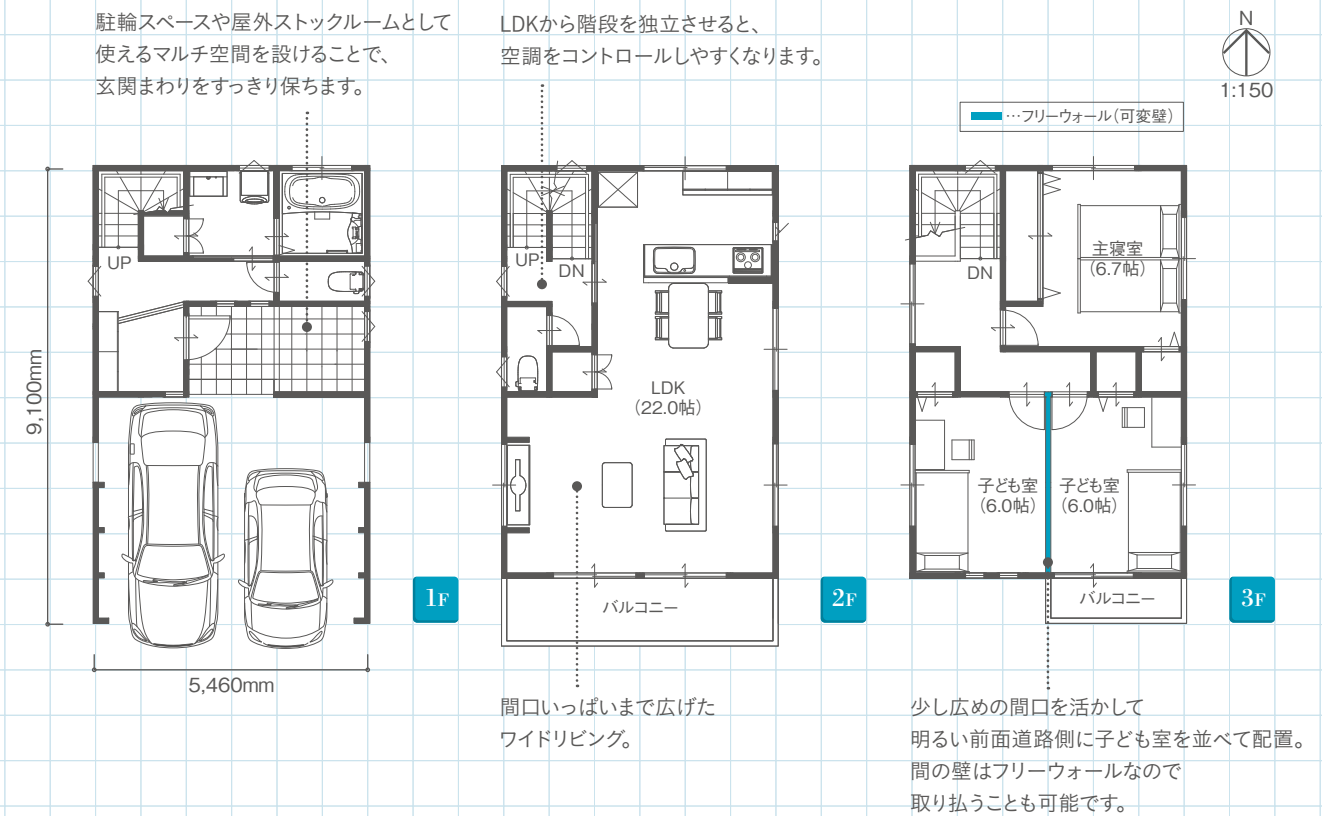 駐輪スペースや屋外ストックルームとして
使えるマルチ空間を設けることで、
玄関まわりをすっきり保ちます。
LDKから階段を独立させると、
空調をコントロールしやすくなります。
N
1:150
…フリーウォール（可変壁）
UP
9,100mm
5,460mm
1F
UP
DN
LDK
（22.0帖）
バルコニー
2F
DN
主寝室
（6.7帖）
子ども室
（6.0帖）
子ども室
（6.0帖）
バルコニー
3F
間口いっぱいまで広げた
ワイドリビング。
少し広めの間口を活かして
明るい前面道路側に子ども室を並べて配置。
間の壁はフリーウォールなので
取り払うことも可能です。